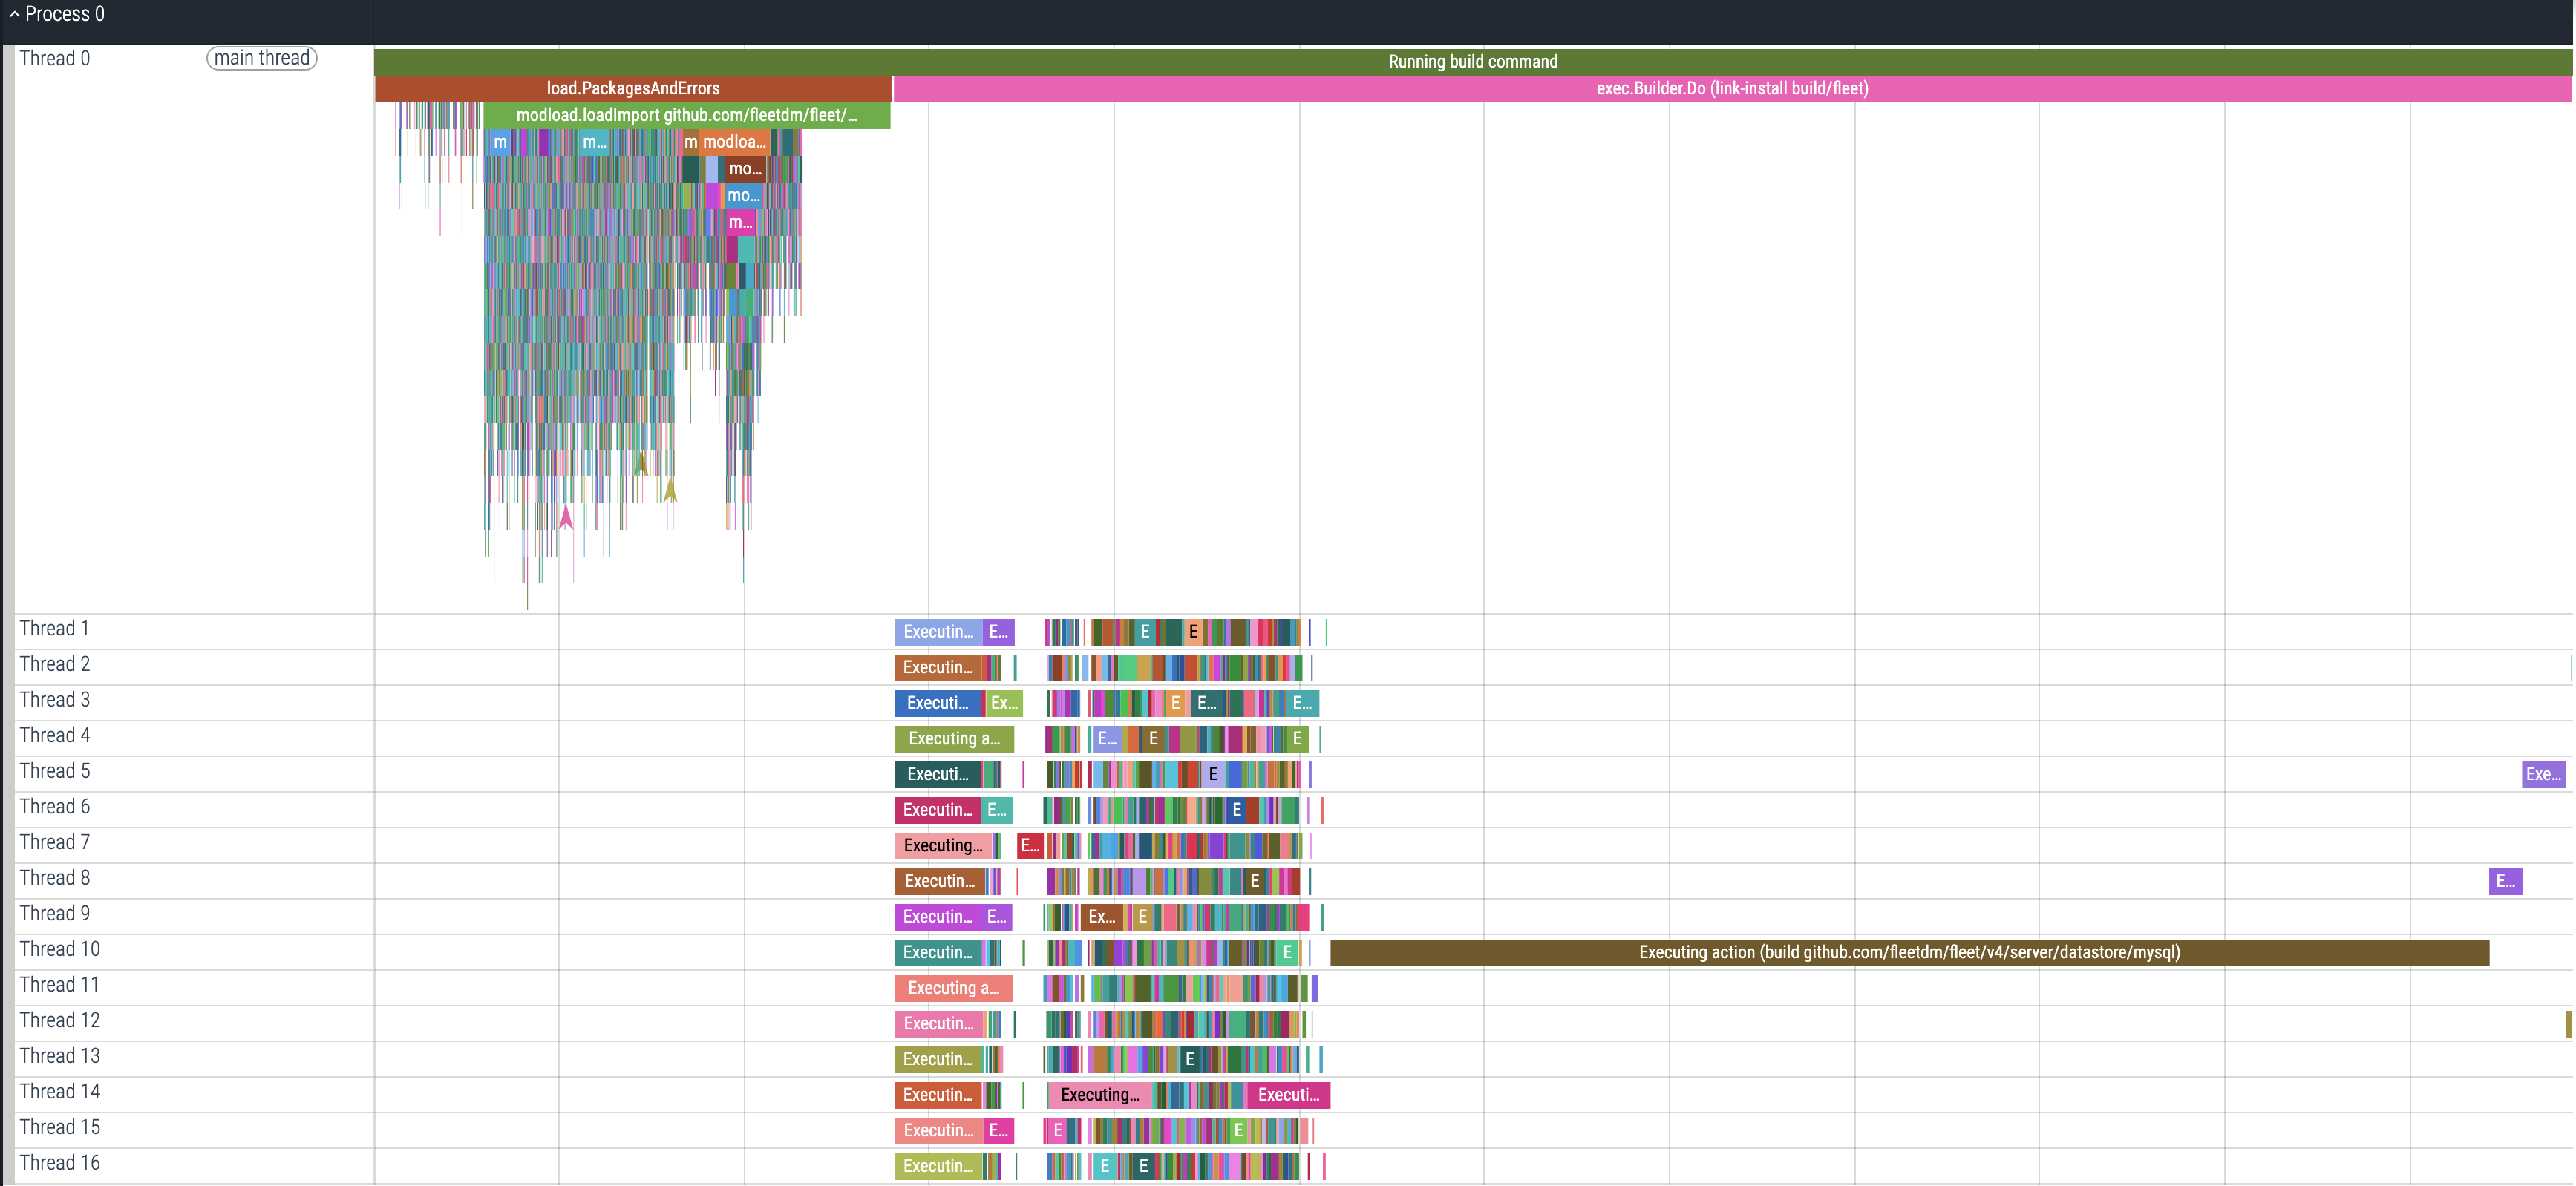 Process 0
Thread 0 main thread
Running build command
load.PackagesAndErrors exec.Builder.Do (link-install build/fleet)
modload.loadImport github.com/fleetdm/fleet/…
m m… m modloa…
mo…
mo…
m…
Thread 1 Executin… E… E E
Thread 2 Executin…
Thread 3 Executi… Ex… E E… E…
Thread 4 Executing a… E… E E
Thread 5 Executi… E Exe…
Thread 6 Executin… E… E
Thread 7 Executing… E…
Thread 8 Executin… E E…
Thread 9 Executin… E… Ex… E
Thread 10 Executin… E Executing action (build github.com/fleetdm/fleet/v4/server/datastore/mysql)
Thread 11 Executing a…
Thread 12 Executin…
Thread 13 Executin… E
Thread 14 Executin… Executing… Executi…
Thread 15 Executin… E… E E
Thread 16 Executin… E E